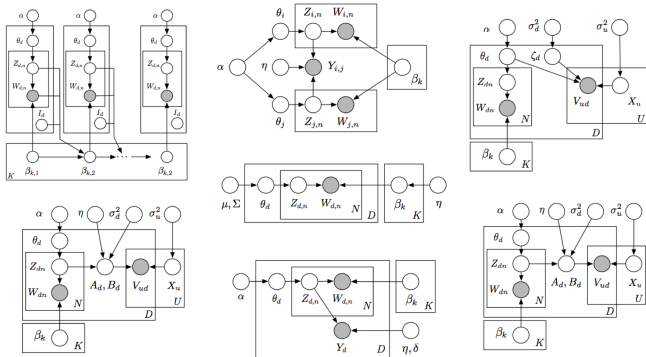 α α α
θ_d θ_d θ_d
Z_{d,n} Z_{d,n} Z_{d,n}
W_{d,n} W_{d,n} W_{d,n}
I_d I_d I_d
K β_{k,1} β_{k,2} ... β_{k,2}
θ_i Z_{i,n} W_{i,n}
α η Y_{i,j}
β_k
θ_j Z_{j,n} W_{j,n}
α σ_d^2 σ_u^2
θ_d ζ_d
Z_{dn}
W_{dn} V_{ud} X_u
N D U
β_k K
μ, Σ θ_d Z_{d,n} W_{d,n} N D β_k K η
α η σ_d^2 σ_u^2
θ_d
Z_{dn}
W_{dn} A_d, B_d V_{ud} X_u
N D U
β_k K
α θ_d Z_{d,n} W_{d,n} N β_k K
Y_d D η, δ
α η σ_d^2 σ_u^2
θ_d
Z_{dn}
W_{dn} A_d, B_d V_{ud} X_u
N D U
β_k K